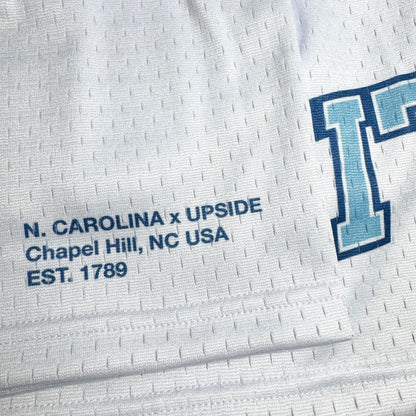 N. CAROLINA x UPSIDE
Chapel Hill, NC USA
EST. 1789